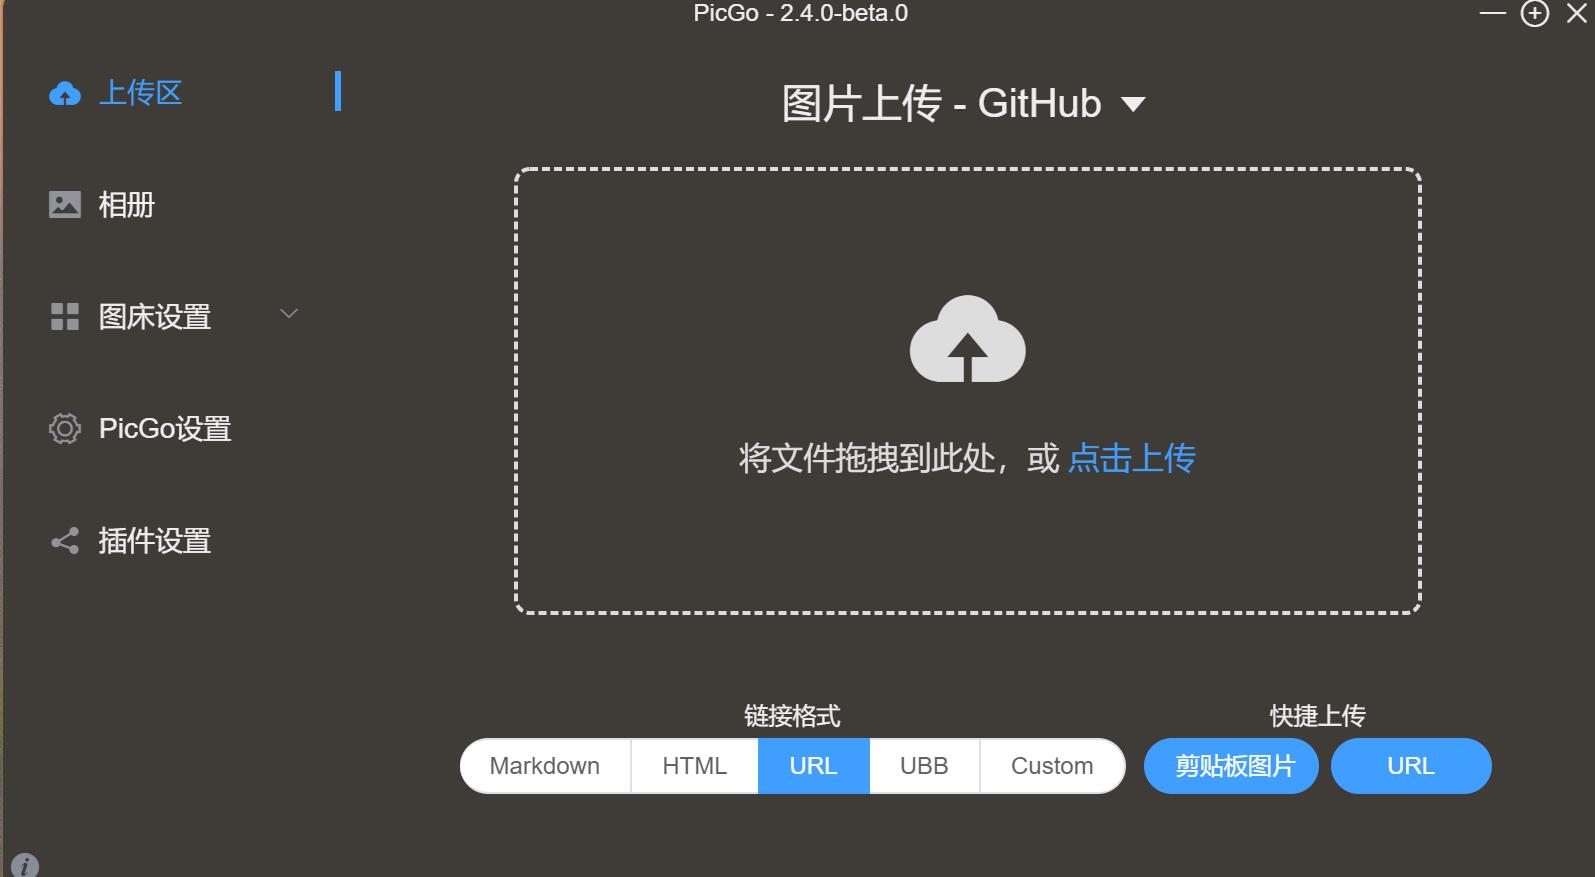 PicGo - 2.4.0-beta.0
上传区
相册
图床设置
PicGo设置
插件设置
图片上传 - GitHub
将文件拖拽到此处，或 点击上传
链接格式
Markdown HTML URL UBB Custom
快捷上传
剪贴板图片 URL